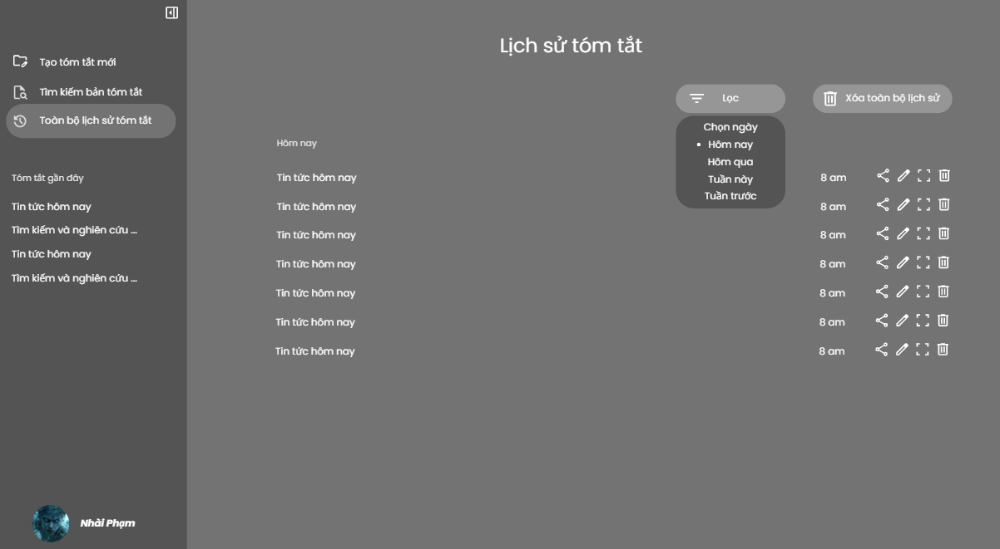 Tạo tóm tắt mới
Tìm kiếm bản tóm tắt
Toàn bộ lịch sử tóm tắt
Tóm tắt gần đây
Tin tức hôm nay
Tìm kiếm và nghiên cứu ...
Tin tức hôm nay
Tìm kiếm và nghiên cứu ...
Nhài Phạm
Lịch sử tóm tắt
Lọc
Xóa toàn bộ lịch sử
Chọn ngày
Hôm nay
Hôm qua
Tuần này
Tuần trước
Hôm nay
Tin tức hôm nay 8 am
Tin tức hôm nay 8 am
Tin tức hôm nay 8 am
Tin tức hôm nay 8 am
Tin tức hôm nay 8 am
Tin tức hôm nay 8 am
Tin tức hôm nay 8 am